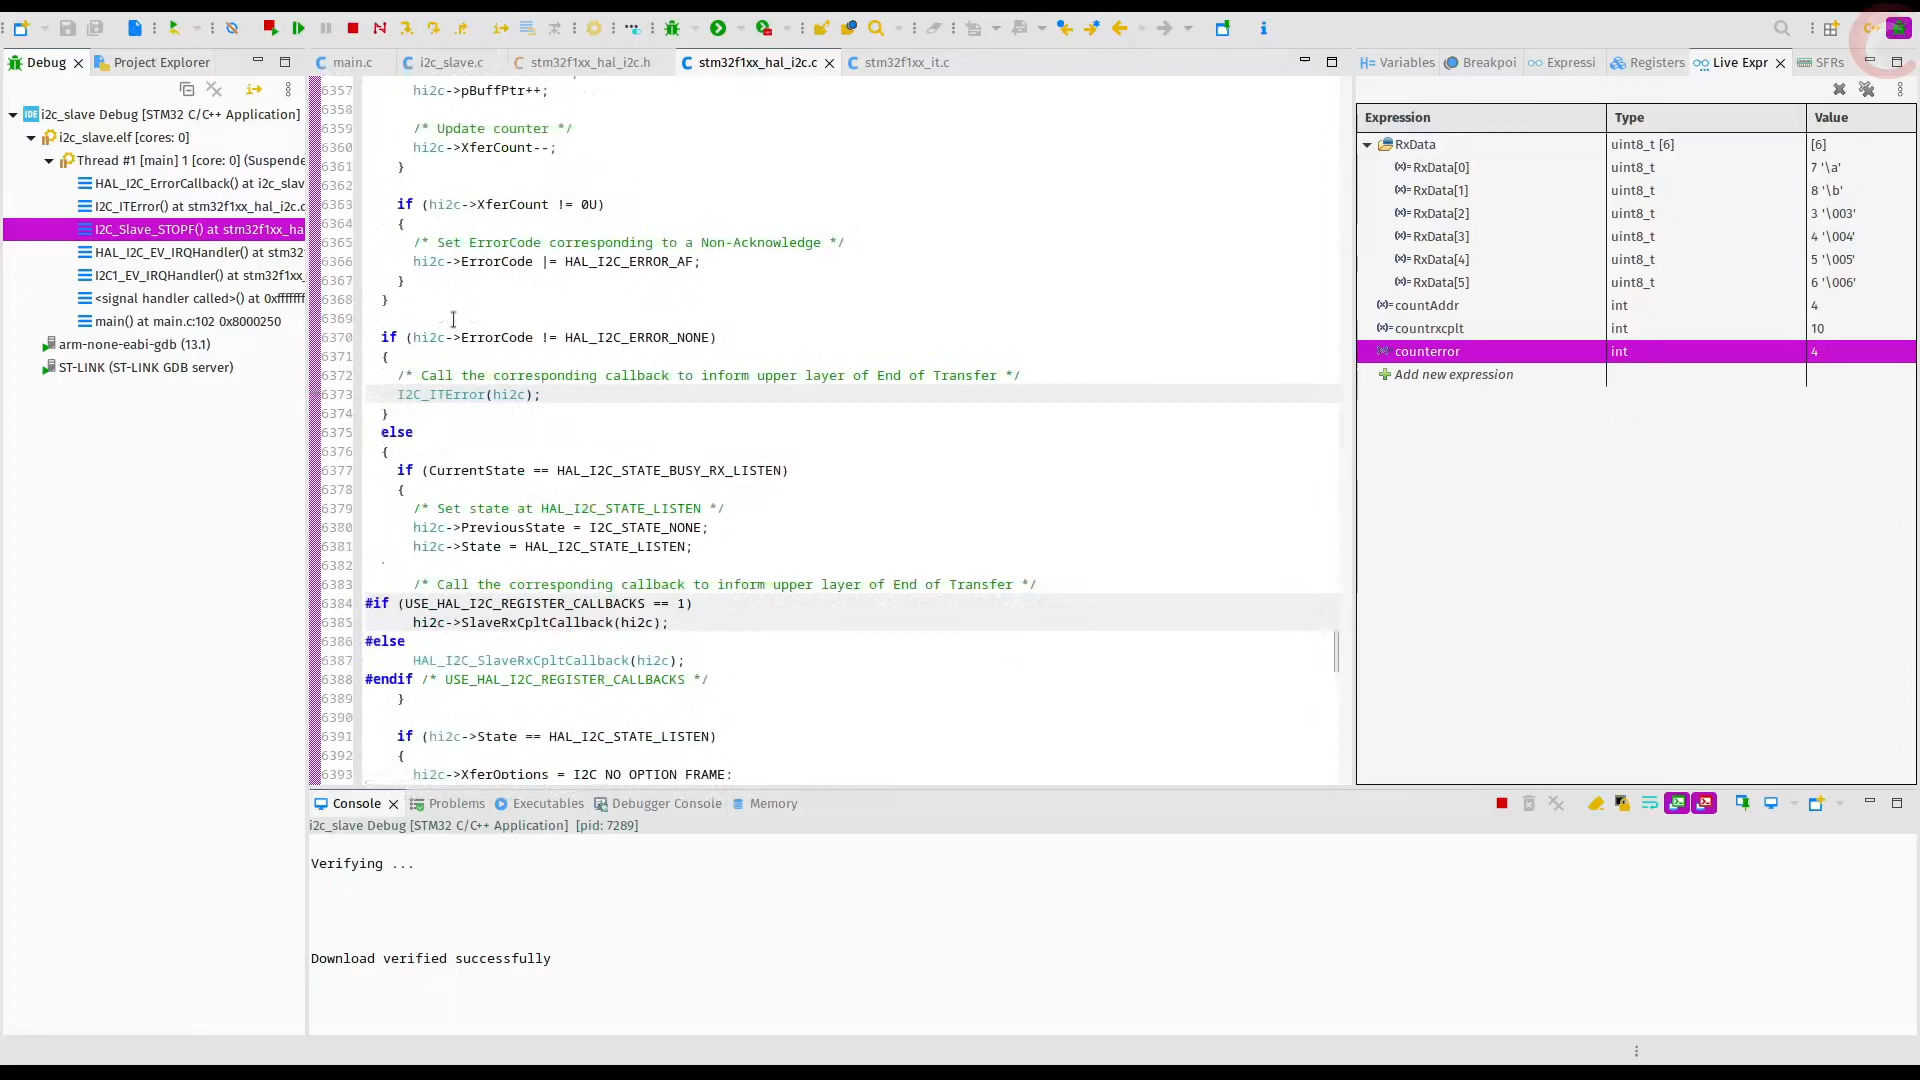 Debug
Project Explorer
i2c_slave Debug [STM32 C/C++ Application]
i2c_slave.elf [cores: 0]
Thread #1 [main] 1 [core: 0] (Suspende
HAL_I2C_ErrorCallback() at i2c_slav
I2C_ITError() at stm32f1xx_hal_i2c.c
I2C_Slave_STOPF() at stm32f1xx_ha
HAL_I2C_EV_IRQHandler() at stm32
I2C1_EV_IRQHandler() at stm32f1xx_
<signal handler called>() at 0xfffffff
main() at main.c:102 0x8000250
arm-none-eabi-gdb (13.1)
ST-LINK (ST-LINK GDB server)
main.c i2c_slave.c stm32f1xx_hal_i2c.h stm32f1xx_hal_i2c.c stm32f1xx_it.c
6357 hi2c->pBuffPtr++;
6358
6359 /* Update counter */
6360 hi2c->XferCount--;
6361 }
6362
6363 if (hi2c->XferCount != 0U)
6364 {
6365 /* Set ErrorCode corresponding to a Non-Acknowledge */
6366 hi2c->ErrorCode |= HAL_I2C_ERROR_AF;
6367 }
6368 }
6369
6370 if (hi2c->ErrorCode != HAL_I2C_ERROR_NONE)
6371 {
6372 /* Call the corresponding callback to inform upper layer of End of Transfer */
6373 I2C_ITError(hi2c);
6374 }
6375 else
6376 {
6377 if (CurrentState == HAL_I2C_STATE_BUSY_RX_LISTEN)
6378 {
6379 /* Set state at HAL_I2C_STATE_LISTEN */
6380 hi2c->PreviousState = I2C_STATE_NONE;
6381 hi2c->State = HAL_I2C_STATE_LISTEN;
6382
6383 /* Call the corresponding callback to inform upper layer of End of Transfer */
6384 #if (USE_HAL_I2C_REGISTER_CALLBACKS == 1)
6385 hi2c->SlaveRxCpltCallback(hi2c);
6386 #else
6387 HAL_I2C_SlaveRxCpltCallback(hi2c);
6388 #endif /* USE_HAL_I2C_REGISTER_CALLBACKS */
6389 }
6390
6391 if (hi2c->State == HAL_I2C_STATE_LISTEN)
6392 {
6393 hi2c->XferOptions = I2C_NO_OPTION_FRAME;
Variables Breakpoi Expressi Registers Live Expr SFRs
Expression Type Value
RxData uint8_t [6] [6]
RxData[0] uint8_t 7 '\a'
RxData[1] uint8_t 8 '\b'
RxData[2] uint8_t 3 '\003'
RxData[3] uint8_t 4 '\004'
RxData[4] uint8_t 5 '\005'
RxData[5] uint8_t 6 '\006'
countAddr int 4
countrxcplt int 10
counterror int 4
Add new expression
Console Problems Executables Debugger Console Memory
i2c_slave Debug [STM32 C/C++ Application] [pid: 7289]
Verifying ...
Download verified successfully